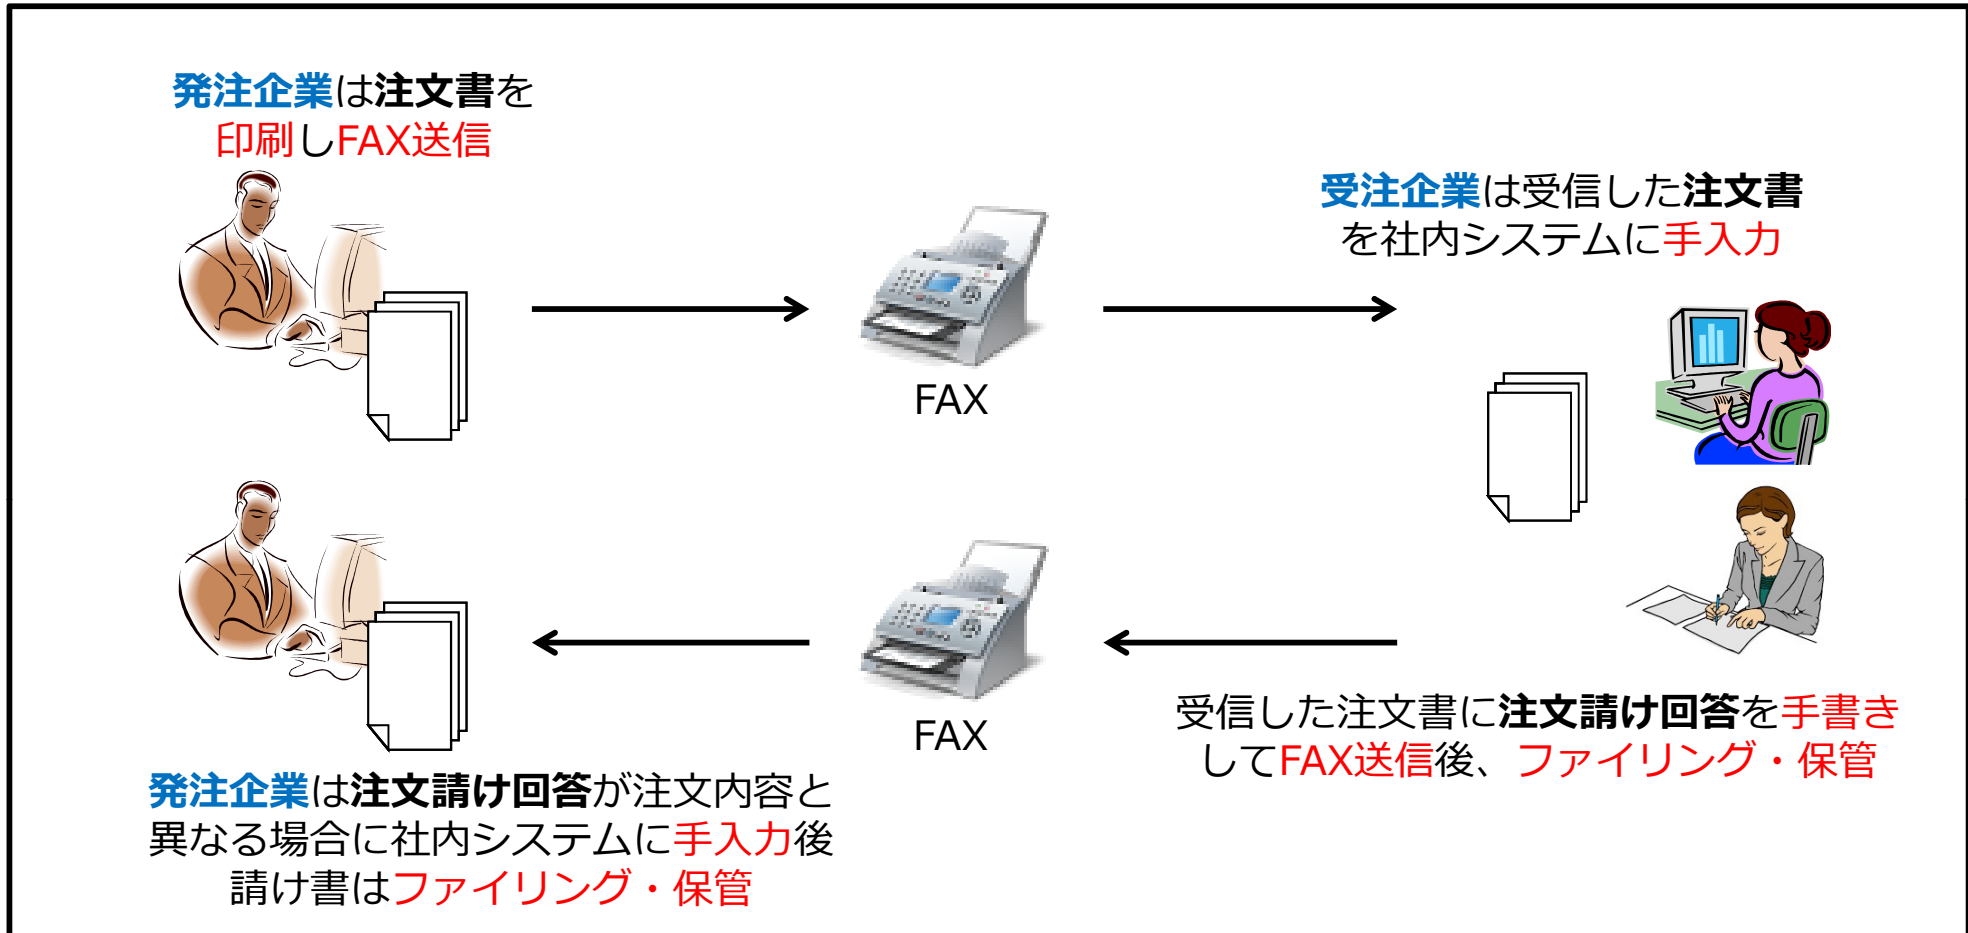 発注企業は注文書を
印刷しFAX送信
受注企業は受信した注文書
を社内システムに手入力
FAX
FAX
受信した注文書に注文請け回答を手書き
してFAX送信後、ファイリング・保管
発注企業は注文請け回答が注文内容と
異なる場合に社内システムに手入力後
請け書はファイリング・保管